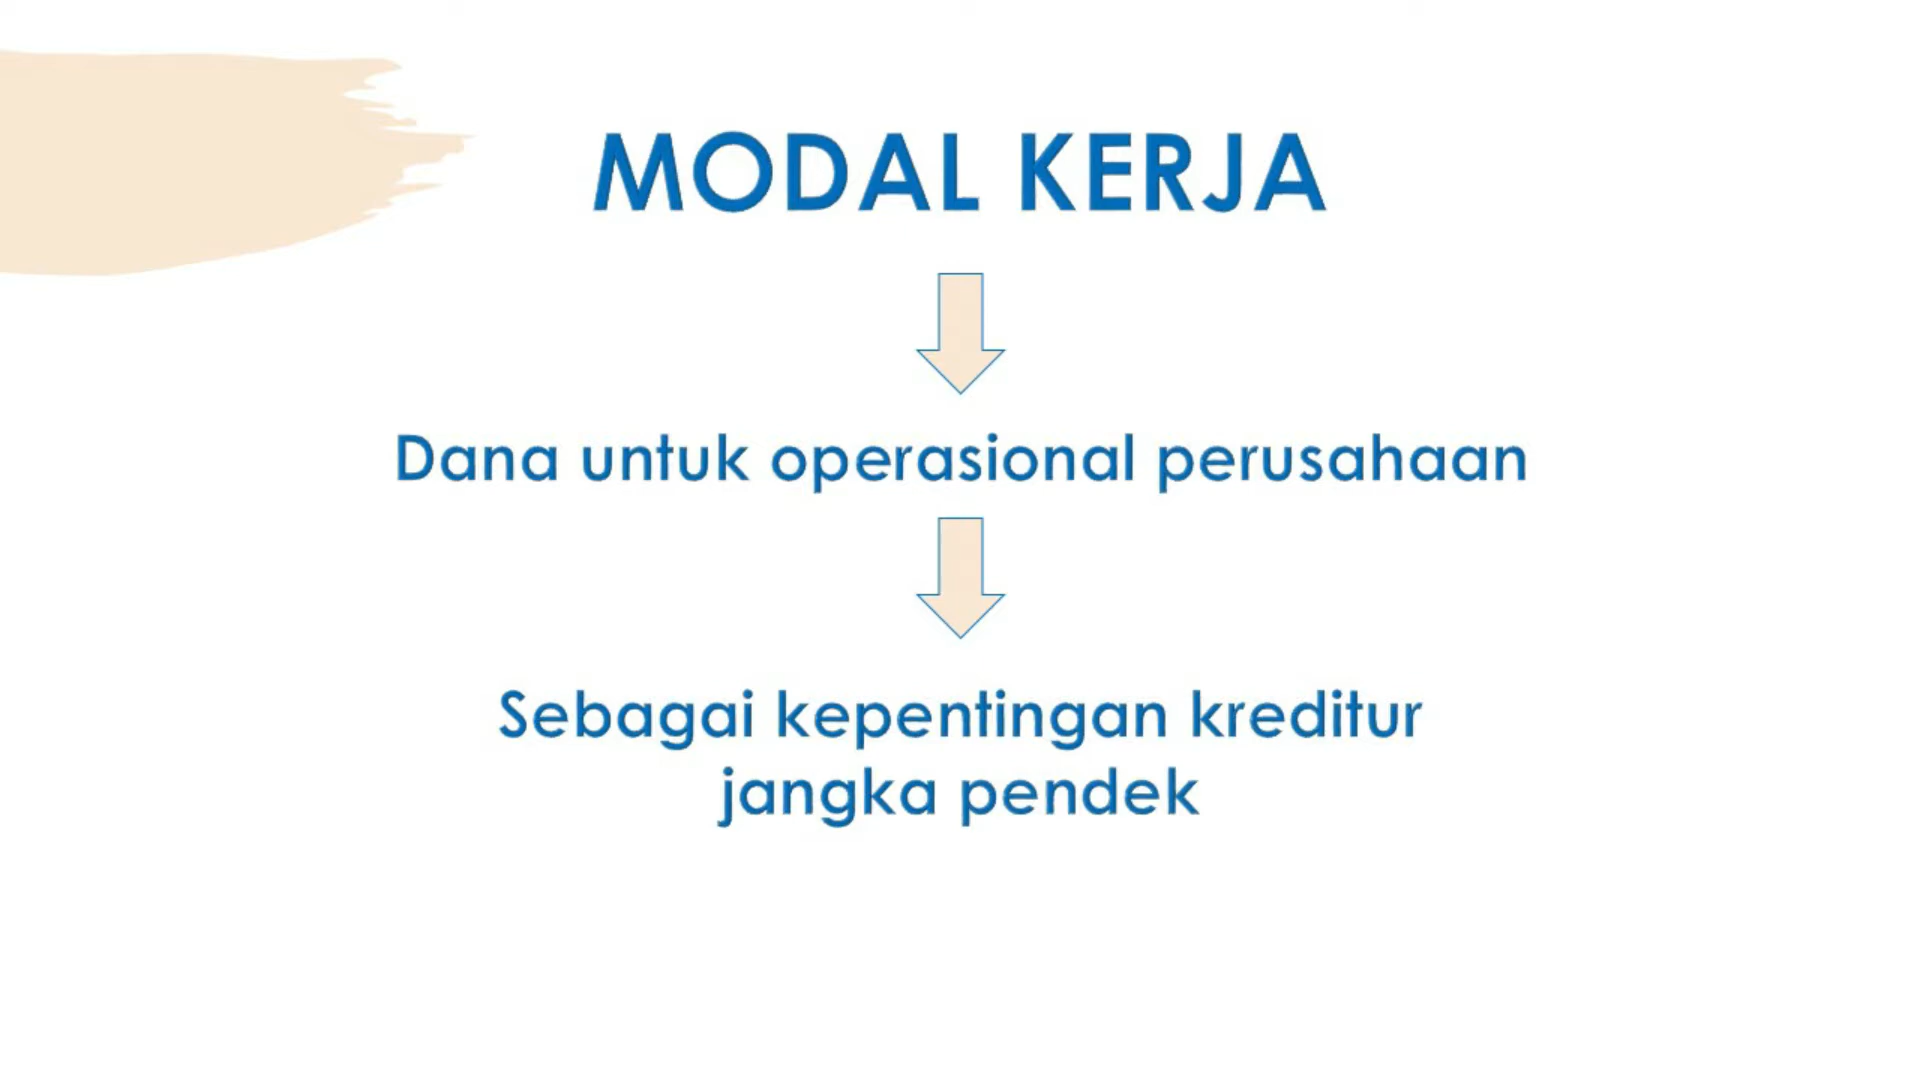 MODAL KERJA
Dana untuk operasional perusahaan
Sebagai kepentingan kreditur
jangka pendek